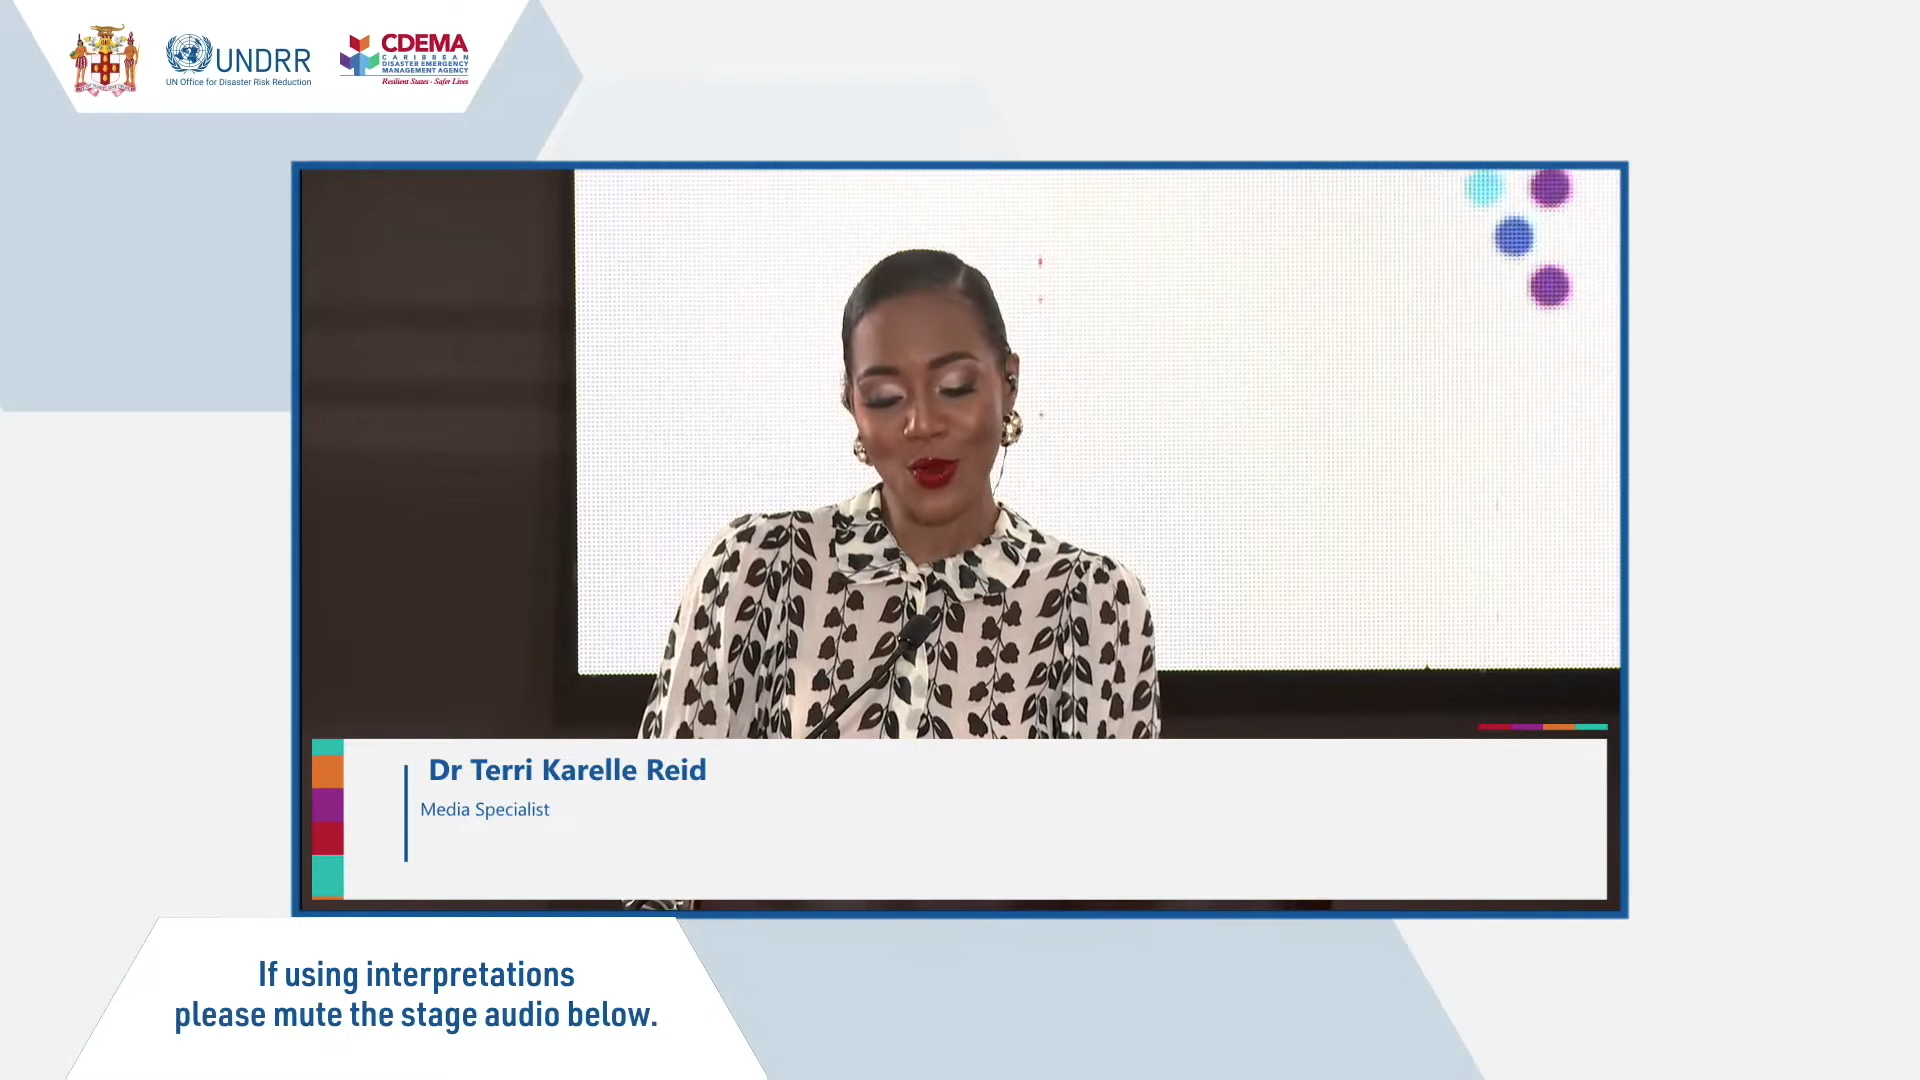 UNDRR
UN Office for Disaster Risk Reduction
CDEMA
CARIBBEAN
DISASTER EMERGENCY
MANAGEMENT AGENCY
Resilient States - Safer Lives
Dr Terri Karelle Reid
Media Specialist
If using interpretations
please mute the stage audio below.